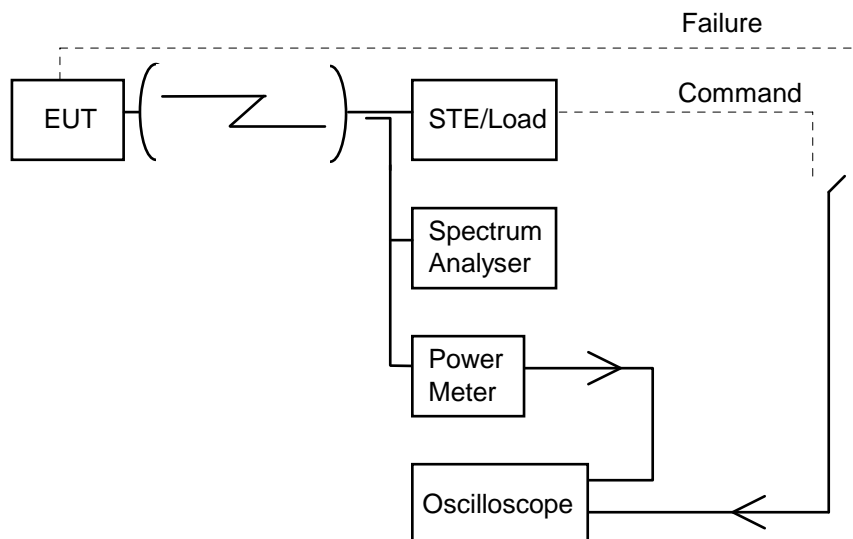 Failure
Command
EUT
STE/Load
Spectrum
Analyser
Power
Meter
Oscilloscope